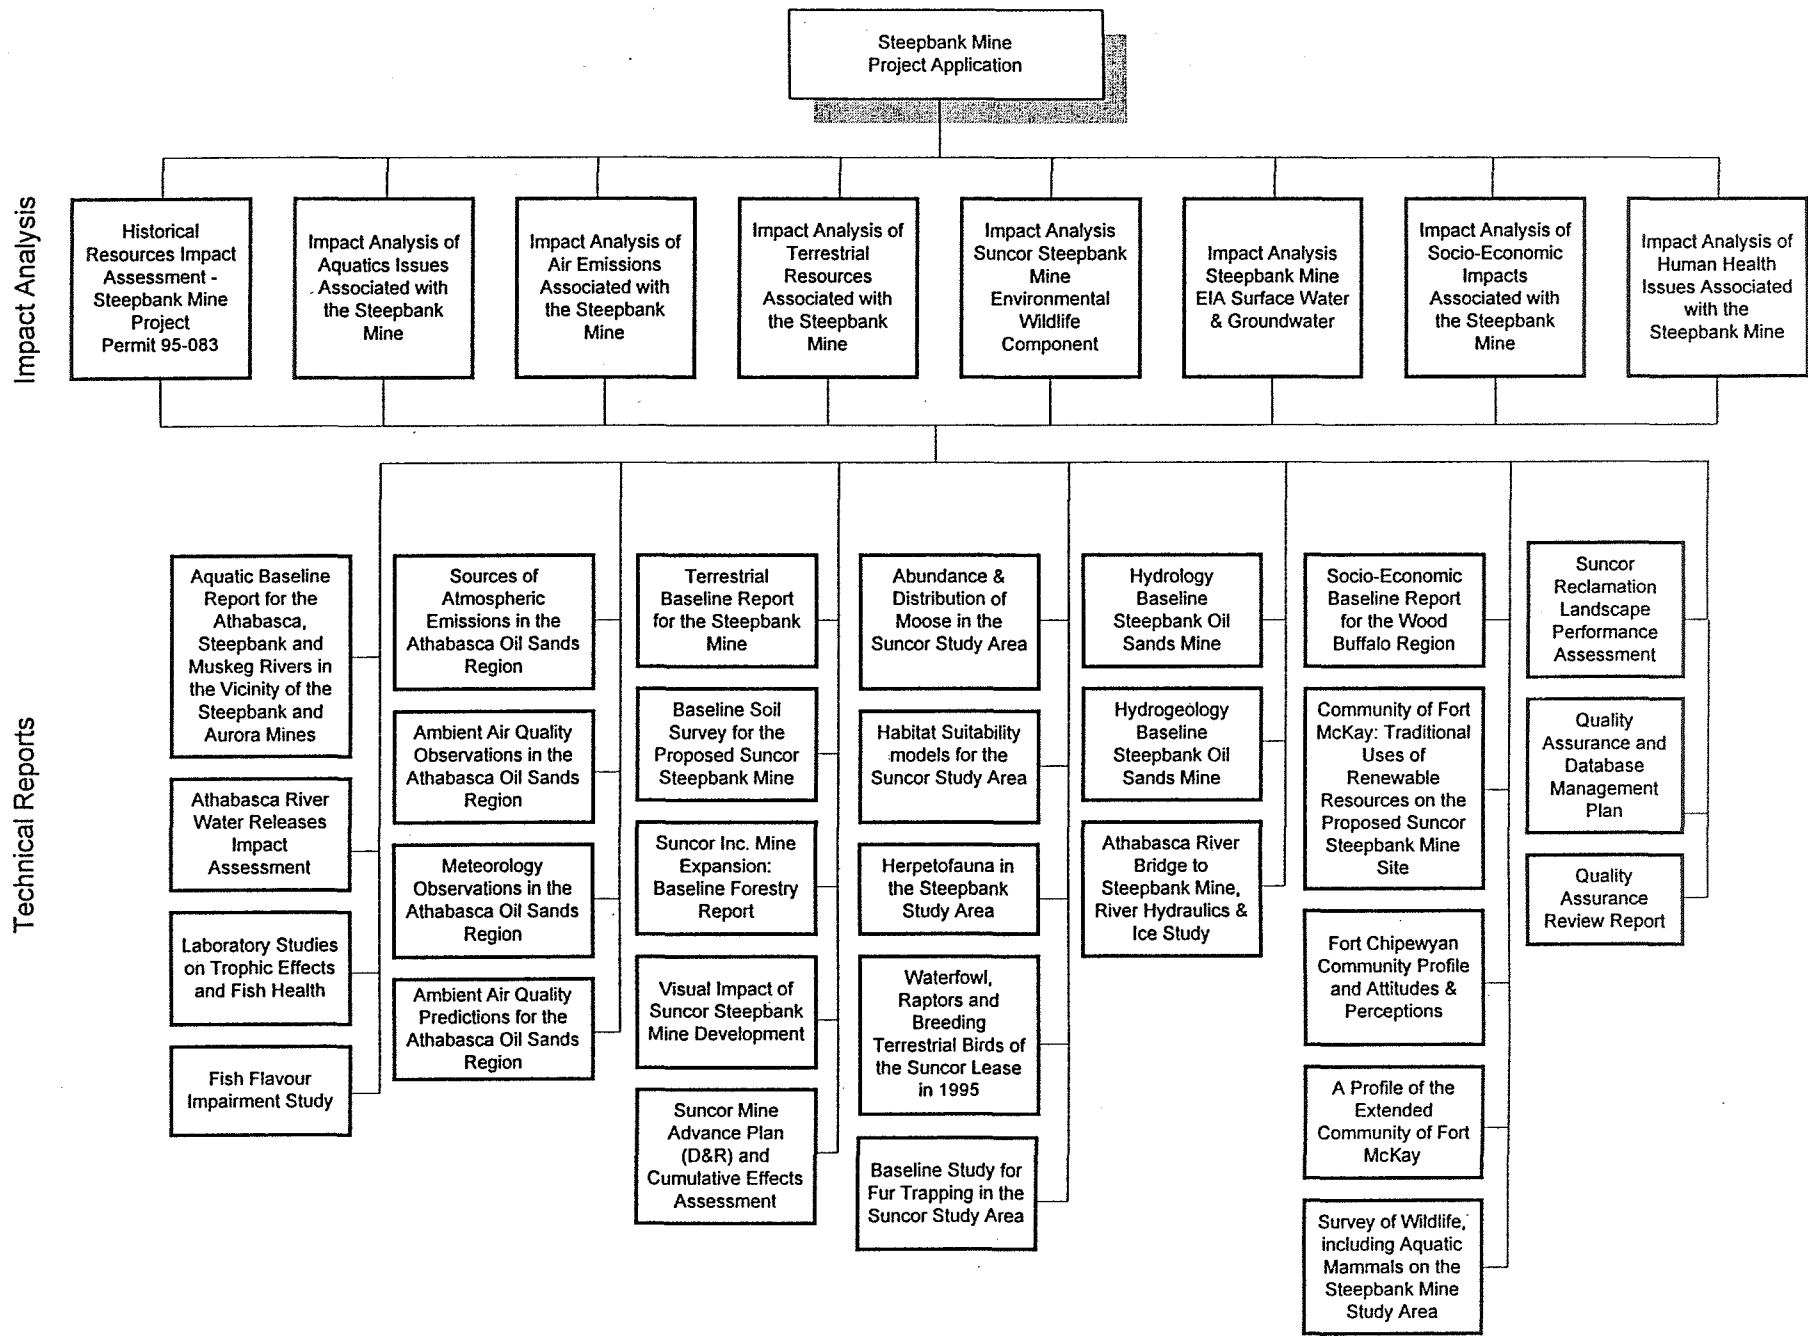 Steepbank Mine
Project Application
Impact Analysis
Historical
Resources Impact
Assessment -
Steepbank Mine
Project
Permit 95-083
Impact Analysis of
Aquatics Issues
Associated with
the Steepbank
Mine
Impact Analysis of
Air Emissions
Associated with
the Steepbank
Mine
Impact Analysis of
Terrestrial
Resources
Associated with
the Steepbank
Mine
Impact Analysis
Suncor Steepbank
Mine
Environmental
Wildlife
Component
Impact Analysis
Steepbank Mine
EIA Surface Water
& Groundwater
Impact Analysis of
Socio-Economic
Impacts
Associated with
the Steepbank
Mine
Impact Analysis of
Human Health
Issues Associated
with the
Steepbank Mine
Technical Reports
Aquatic Baseline
Report for the
Athabasca,
Steepbank and
Muskeg Rivers in
the Vicinity of the
Steepbank and
Aurora Mines
Athabasca River
Water Releases
Impact
Assessment
Laboratory Studies
on Trophic Effects
and Fish Health
Fish Flavour
Impairment Study
Sources of
Atmospheric
Emissions in the
Athabasca Oil Sands
Region
Ambient Air Quality
Observations in the
Athabasca Oil Sands
Region
Meteorology
Observations in the
Athabasca Oil Sands
Region
Ambient Air Quality
Predictions for the
Athabasca Oil Sands
Region
Terrestrial
Baseline Report
for the Steepbank
Mine
Baseline Soil
Survey for the
Proposed Suncor
Steepbank Mine
Suncor Inc. Mine
Expansion:
Baseline Forestry
Report
Visual Impact of
Suncor Steepbank
Mine Development
Suncor Mine
Advance Plan
(D&R) and
Cumulative Effects
Assessment
Abundance &
Distribution of
Moose in the
Suncor Study Area
Habitat Suitability
models for the
Suncor Study Area
Herpetofauna in
the Steepbank
Study Area
Waterfowl,
Raptors and
Breeding
Terrestrial Birds of
the Suncor Lease
in 1995
Baseline Study for
Fur Trapping in the
Suncor Study Area
Hydrology
Baseline
Steepbank Oil
Sands Mine
Hydrogeology
Baseline
Steepbank Oil
Sands Mine
Athabasca River
Bridge to
Steepbank Mine,
River Hydraulics &
Ice Study
Socio-Economic
Baseline Report
for the Wood
Buffalo Region
Community of Fort
McKay: Traditional
Uses of
Renewable
Resources on the
Proposed Suncor
Steepbank Mine
Site
Fort Chipewyan
Community Profile
and Attitudes &
Perceptions
A Profile of the
Extended
Community of Fort
McKay
Survey of Wildlife,
including Aquatic
Mammals on the
Steepbank Mine
Study Area
Suncor
Reclamation
Landscape
Performance
Assessment
Quality
Assurance and
Database
Management
Plan
Quality
Assurance
Review Report